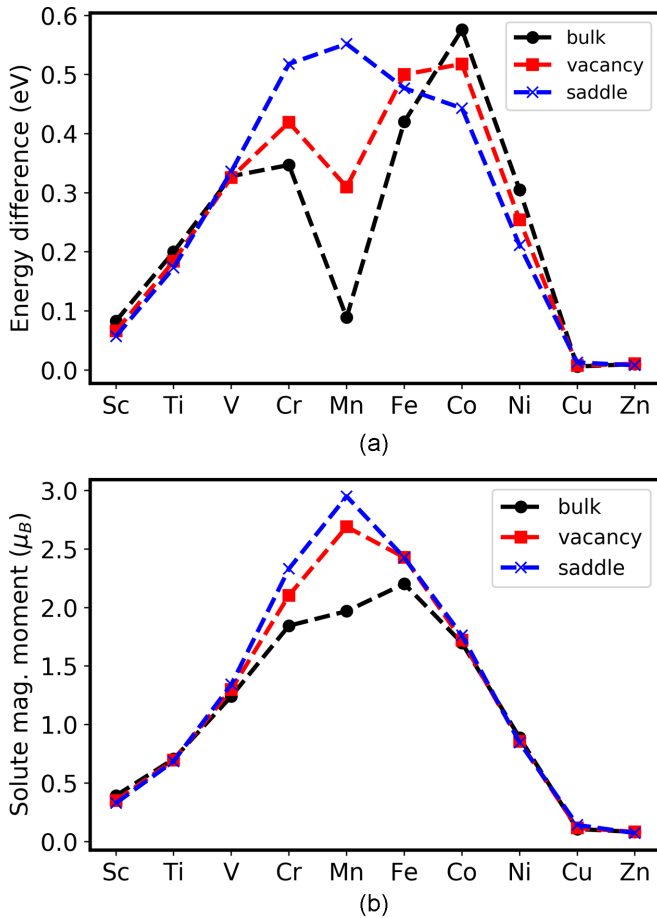 0.6
0.5
0.4
0.3
0.2
0.1
0.0
Energy difference (eV)
bulk
vacancy
saddle
Sc Ti V Cr Mn Fe Co Ni Cu Zn
(a)
3.0
2.5
2.0
1.5
1.0
0.5
0.0
Solute mag. moment (μB)
bulk
vacancy
saddle
Sc Ti V Cr Mn Fe Co Ni Cu Zn
(b)